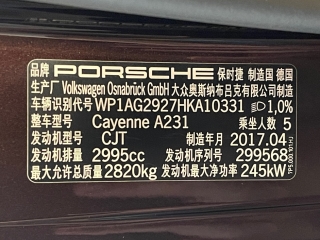 品牌 PORSCHE 保时捷 制造国 德国
生产厂 Volkswagen Osnabrück GmbH 大众奥斯纳布吕克有限公司
车辆识别代号 WP1AG2927HKA10331 1,0%
整车型号 Cayenne A231 乘坐人数 5
发动机型号 CJT 制造年月 2017.04
发动机排量 2995cc 发动机序列号 299568
最大允许总质量 2820kg 发动机最大净功率 245kW